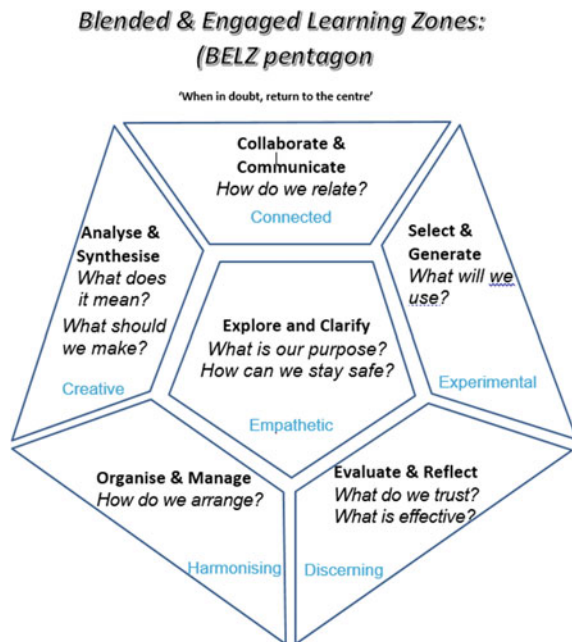 Blended & Engaged Learning Zones:
(BELZ pentagon
‘When in doubt, return to the centre’
Collaborate &
Communicate
How do we relate?
Connected
Analyse &
Synthesise
What does
it mean?
What should
we make?
Creative
Select &
Generate
What will we
use?
Experimental
Explore and Clarify
What is our purpose?
How can we stay safe?
Empathetic
Organise & Manage
How do we arrange?
Harmonising
Evaluate & Reflect
What do we trust?
What is effective?
Discerning